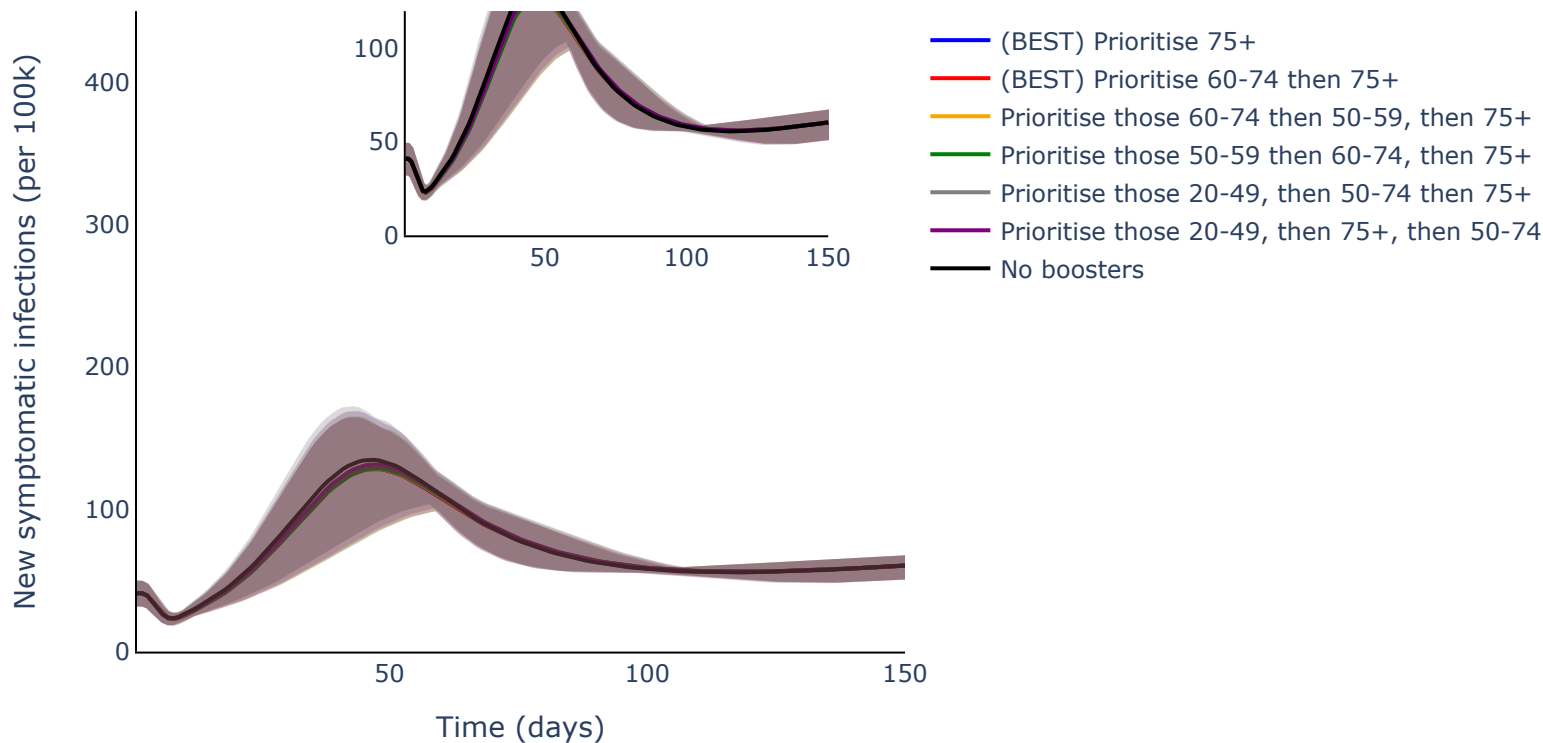 New symptomatic infections (per 100k)
400
300
200
100
0
50
100
150
Time (days)
100
50
0
50
100
150
(BEST) Prioritise 75+
(BEST) Prioritise 60-74 then 75+
Prioritise those 60-74 then 50-59, then 75+
Prioritise those 50-59 then 60-74, then 75+
Prioritise those 20-49, then 50-74 then 75+
Prioritise those 20-49, then 75+, then 50-74
No boosters